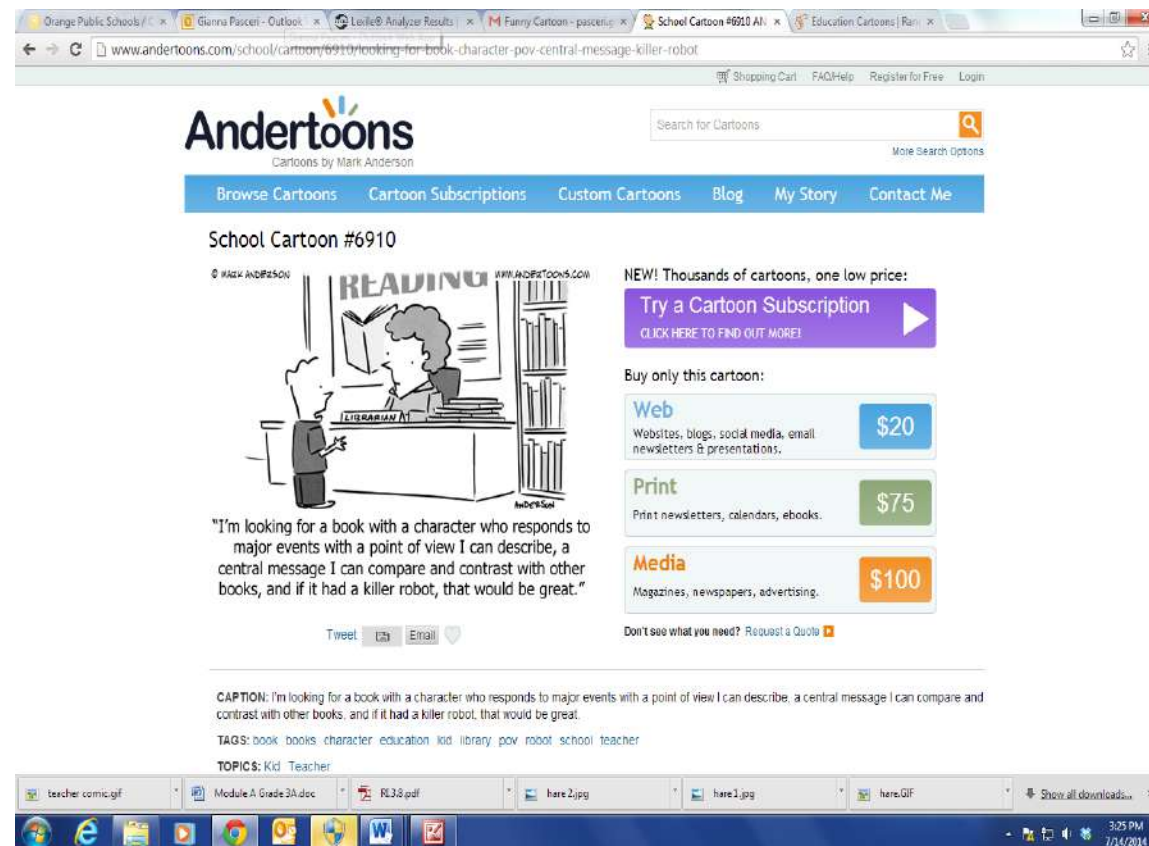 Orange Public Schools / C
Gianna Pasceri - Outlook
Lexile® Analyzer Results
Funny Cartoon - pasceri.g
School Cartoon #6910 AN
Education Cartoons | Ran
www.andertoons.com/school/cartoon/6910/looking-for-book-character-pov-central-message-killer-robot
Shopping Cart FAQ/Help Register for Free Login
Andertoons
Cartoons by Mark Anderson
Search for Cartoons
More Search Options
Browse Cartoons Cartoon Subscriptions Custom Cartoons Blog My Story Contact Me
School Cartoon #6910
© MARK ANDERSON
WWW.ANDERTOONS.COM
READING
LIBRARIAN
ANDERSON
"I'm looking for a book with a character who responds to
major events with a point of view I can describe, a
central message I can compare and contrast with other
books, and if it had a killer robot, that would be great."
Tweet Email
NEW! Thousands of cartoons, one low price:
Try a Cartoon Subscription
CLICK HERE TO FIND OUT MORE!
Buy only this cartoon:
Web
Websites, blogs, social media, email
newsletters & presentations.
$20
Print
Print newsletters, calendars, ebooks.
$75
Media
Magazines, newspapers, advertising.
$100
Don't see what you need? Request a Quote
CAPTION: I'm looking for a book with a character who responds to major events with a point of view I can describe, a central message I can compare and
contrast with other books, and if it had a killer robot, that would be great.
TAGS: book books character education kid library pov robot school teacher
TOPICS: Kid Teacher
teacher comic.gif
Module A Grade 3A.doc
RL3.8.pdf
hare 2.jpg
hare 1.jpg
hare.GIF
Show all downloads...
3:25 PM
7/14/2014